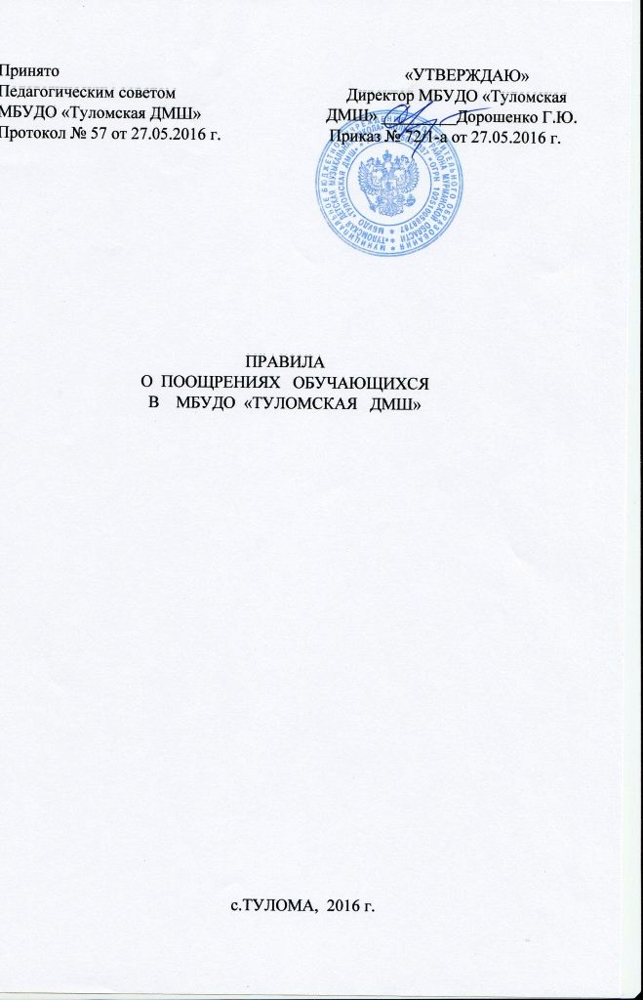 Принято
Педагогическим советом
МБУДО «Туломская ДМШ»
Протокол № 57 от 27.05.2016 г.
«УТВЕРЖДАЮ»
Директор МБУДО «Туломская
ДМШ» Дорошенко Г.Ю.
Приказ № 72/1-а от 27.05.2016 г.
ПРАВИЛА
О ПООЩРЕНИЯХ ОБУЧАЮЩИХСЯ
В МБУДО «ТУЛОМСКАЯ ДМШ»
с.ТУЛОМА, 2016 г.